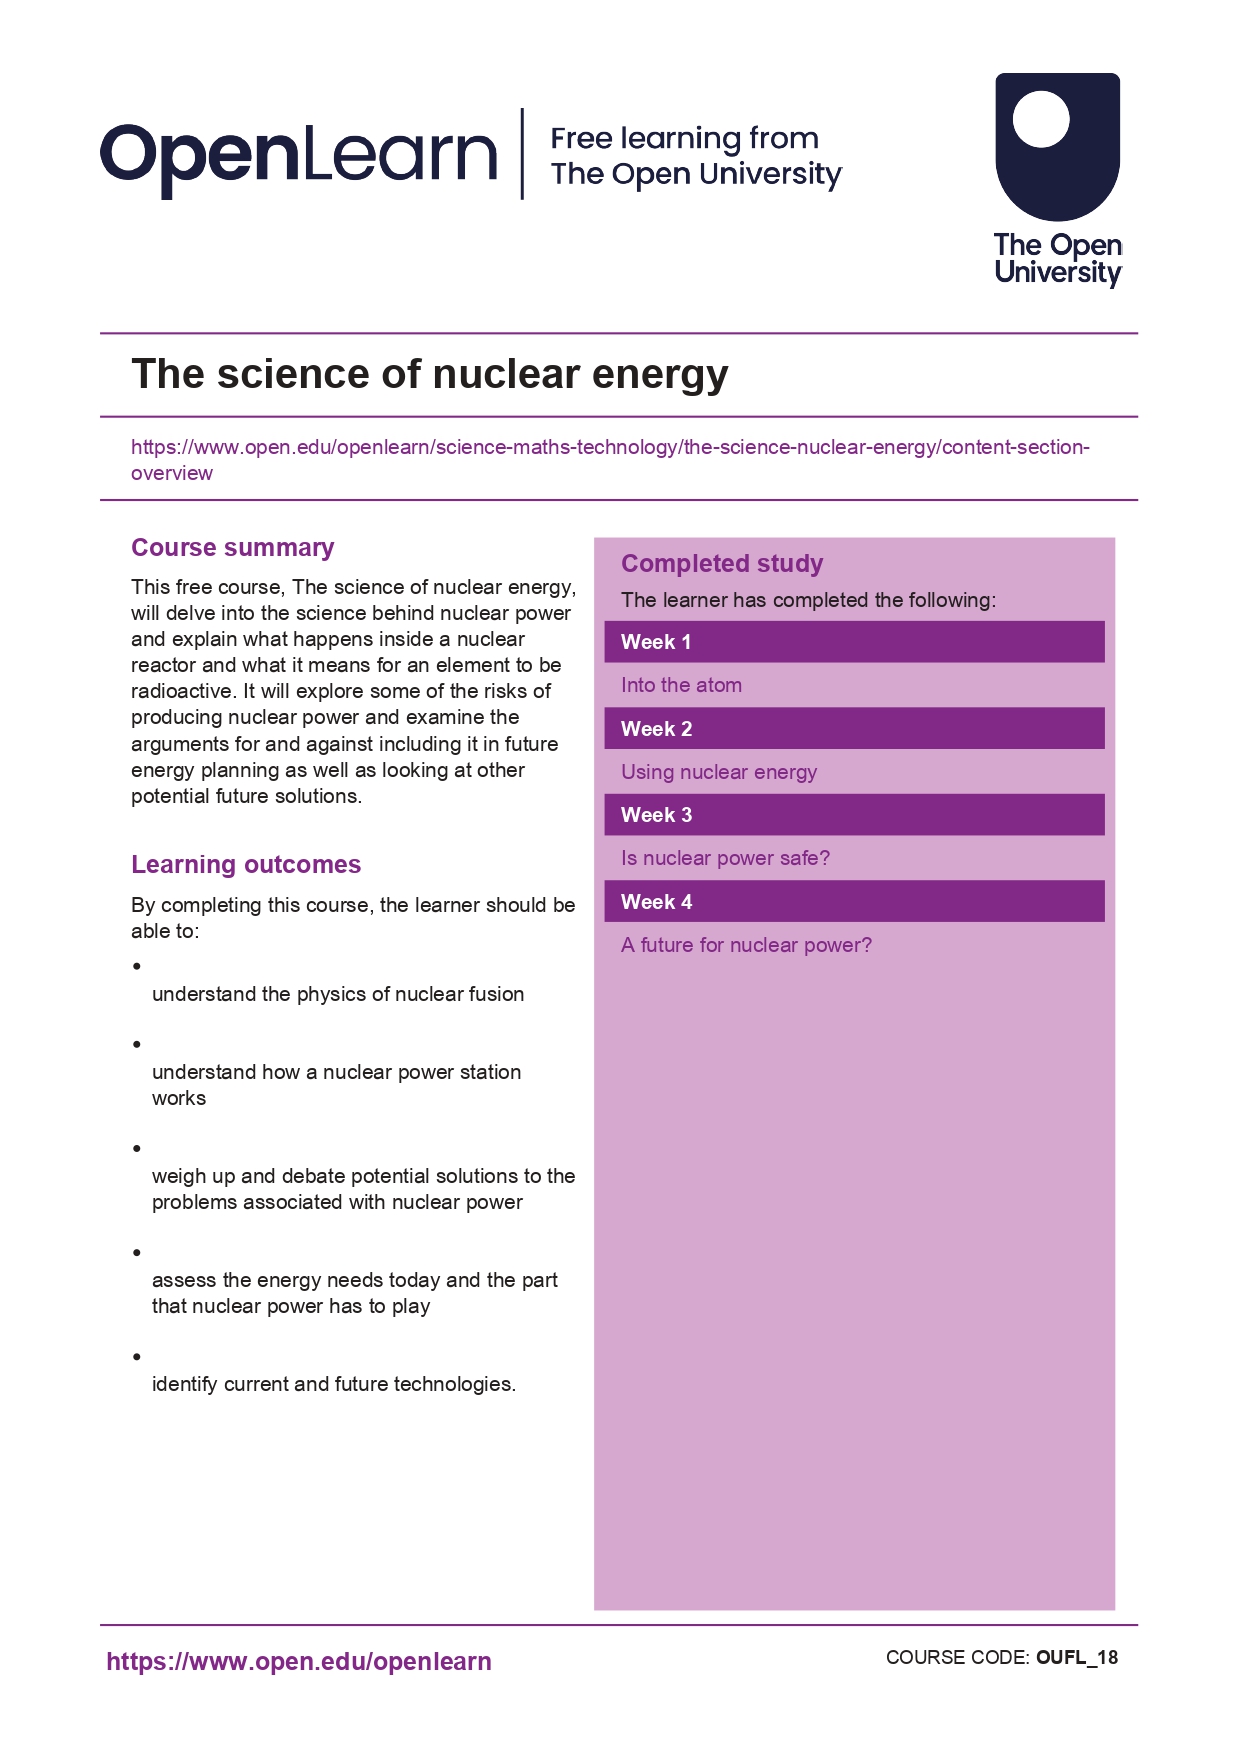 OpenLearn
Free learning from
The Open University
The Open
University
The science of nuclear energy
https://www.open.edu/openlearn/science-maths-technology/the-science-nuclear-energy/content-section-
overview
Course summary
This free course, The science of nuclear energy,
will delve into the science behind nuclear power
and explain what happens inside a nuclear
reactor and what it means for an element to be
radioactive. It will explore some of the risks of
producing nuclear power and examine the
arguments for and against including it in future
energy planning as well as looking at other
potential future solutions.
Learning outcomes
By completing this course, the learner should be
able to:
•
understand the physics of nuclear fusion
•
understand how a nuclear power station
works
•
weigh up and debate potential solutions to the
problems associated with nuclear power
•
assess the energy needs today and the part
that nuclear power has to play
•
identify current and future technologies.
Completed study
The learner has completed the following:
Week 1
Into the atom
Week 2
Using nuclear energy
Week 3
Is nuclear power safe?
Week 4
A future for nuclear power?
https://www.open.edu/openlearn
COURSE CODE: OUFL_18